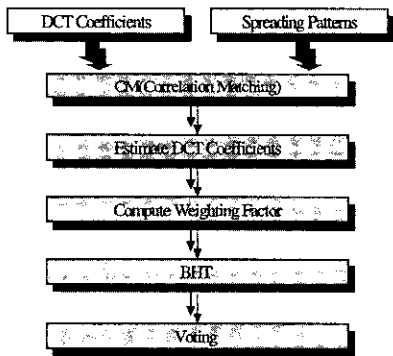 DCT Coefficients
Spreading Patterns
CM(Correlation Matching)
Estimate DCT Coefficients
Compute Weighting Factor
BHT
Voting